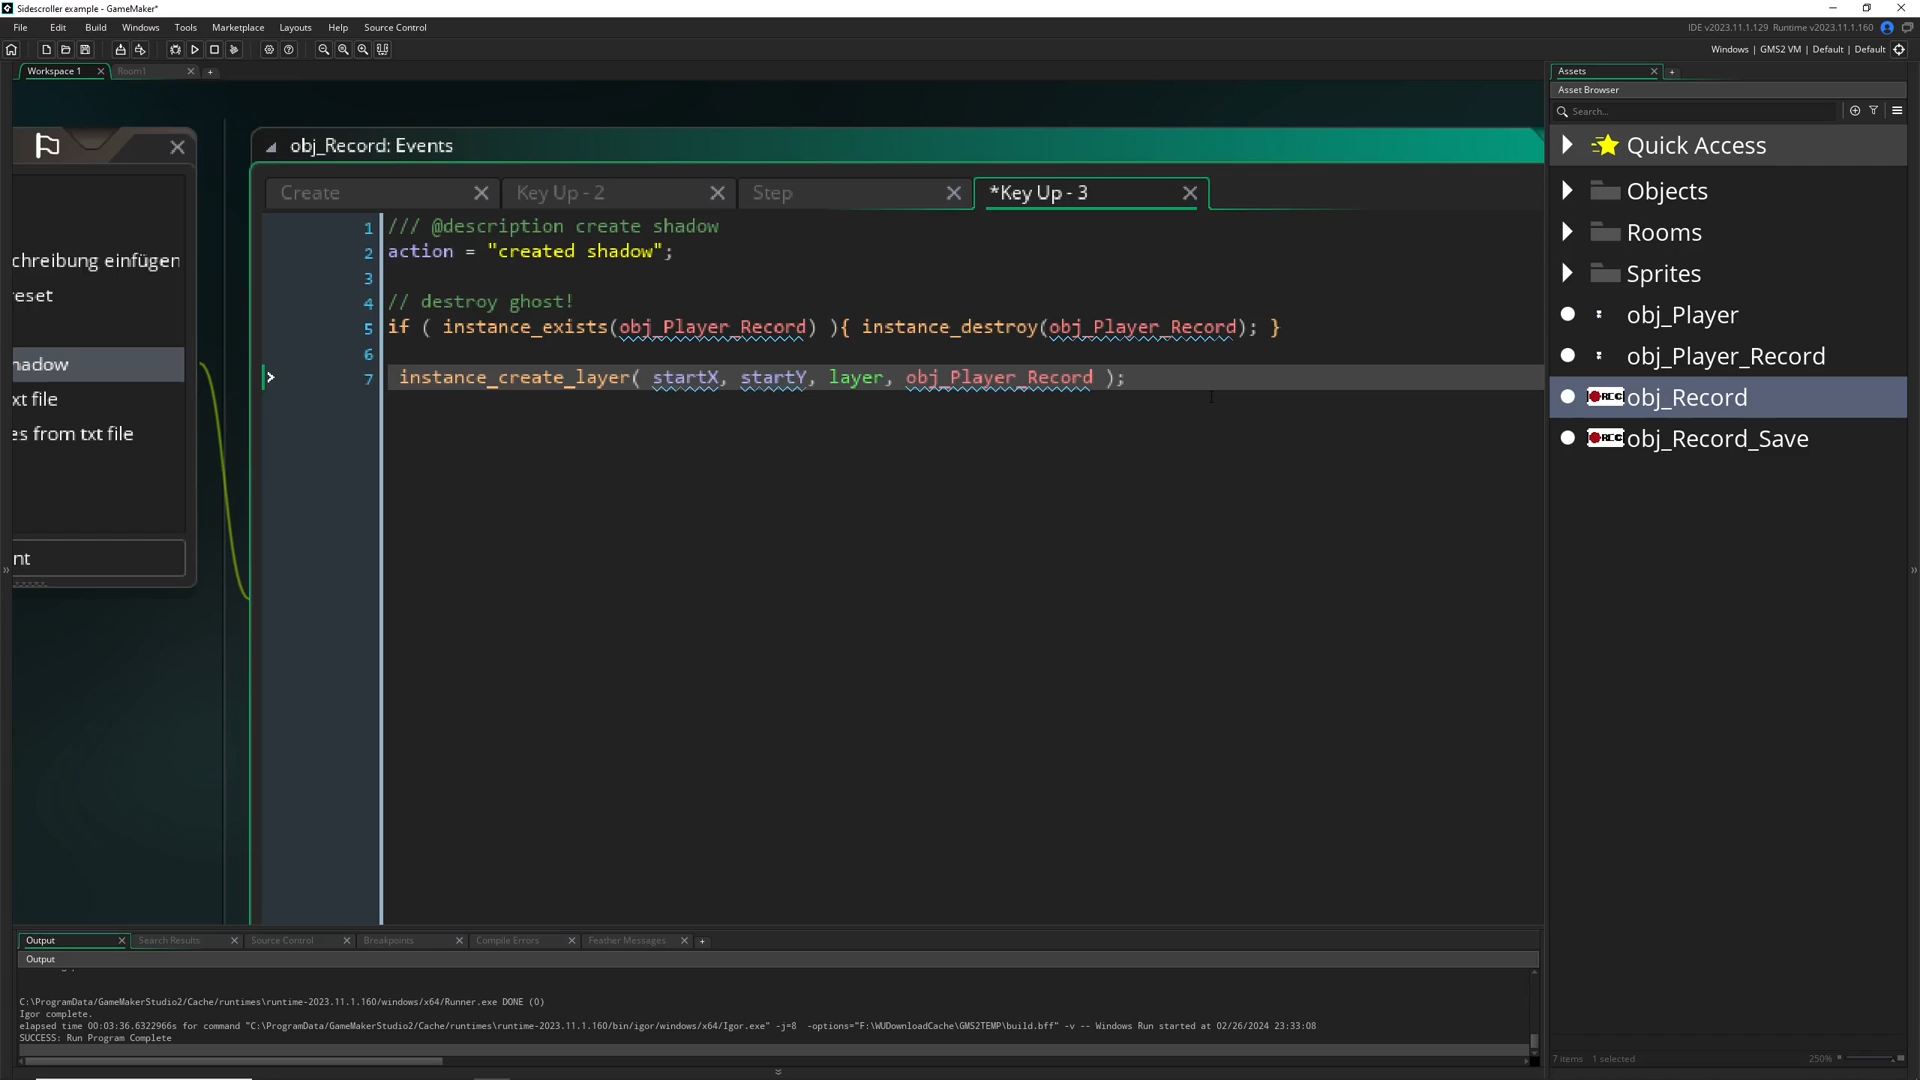 Sidescroller example - GameMaker*
File Edit Build Windows Tools Marketplace Layouts Help Source Control
IDE v2023.11.1.129 Runtime v2023.11.1.160
Windows | GMS2 VM | Default | Default
Workspace 1 Room1
Assets
Asset Browser
Search...
Quick Access
Objects
Rooms
Sprites
obj_Player
obj_Player_Record
REC obj_Record
REC obj_Record_Save
7 items 1 selected
250%
chreibung einfügen
eset
hadow
xt file
es from txt file
nt
obj_Record: Events
Create Key Up - 2 Step *Key Up - 3
1 /// @description create shadow
2 action = "created shadow";
3
4 // destroy ghost!
5 if ( instance_exists(obj_Player_Record) ){ instance_destroy(obj_Player_Record); }
6
7 instance_create_layer( startX, startY, layer, obj_Player_Record );
Output Search Results Source Control Breakpoints Compile Errors Feather Messages
Output
C:\ProgramData/GameMakerStudio2/Cache/runtimes\runtime-2023.11.1.160/windows/x64/Runner.exe DONE (0)
Igor complete.
elapsed time 00:03:36.6322966s for command "C:\ProgramData/GameMakerStudio2/Cache/runtimes\runtime-2023.11.1.160/bin/igor/windows/x64/Igor.exe" -j=8 -options="F:\WUDownloadCache\GMS2TEMP\build.bff" -v -- Windows Run started at 02/26/2024 23:33:08
SUCCESS: Run Program Complete